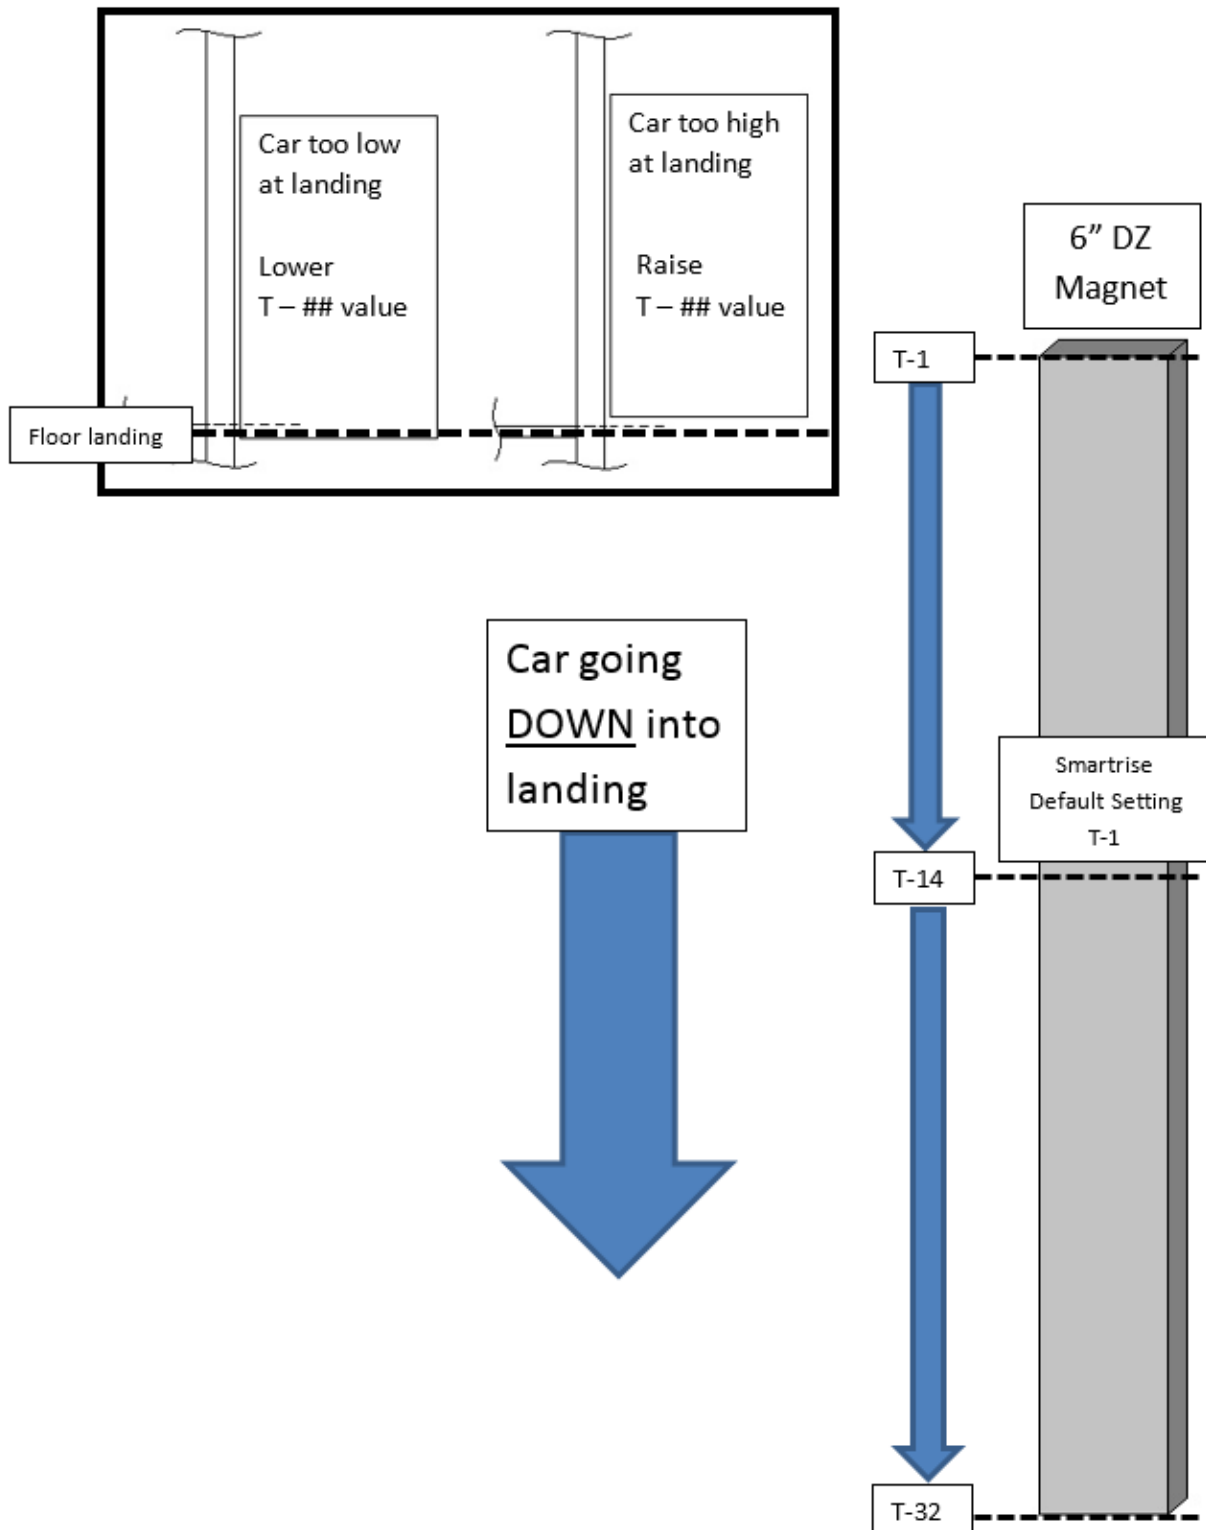 Car too low
at landing
Lower
T – ## value
Car too high
at landing
Raise
T – ## value
Floor landing
6” DZ
Magnet
T-1
Car going
DOWN into
landing
Smartrise
Default Setting
T-1
T-14
T-32